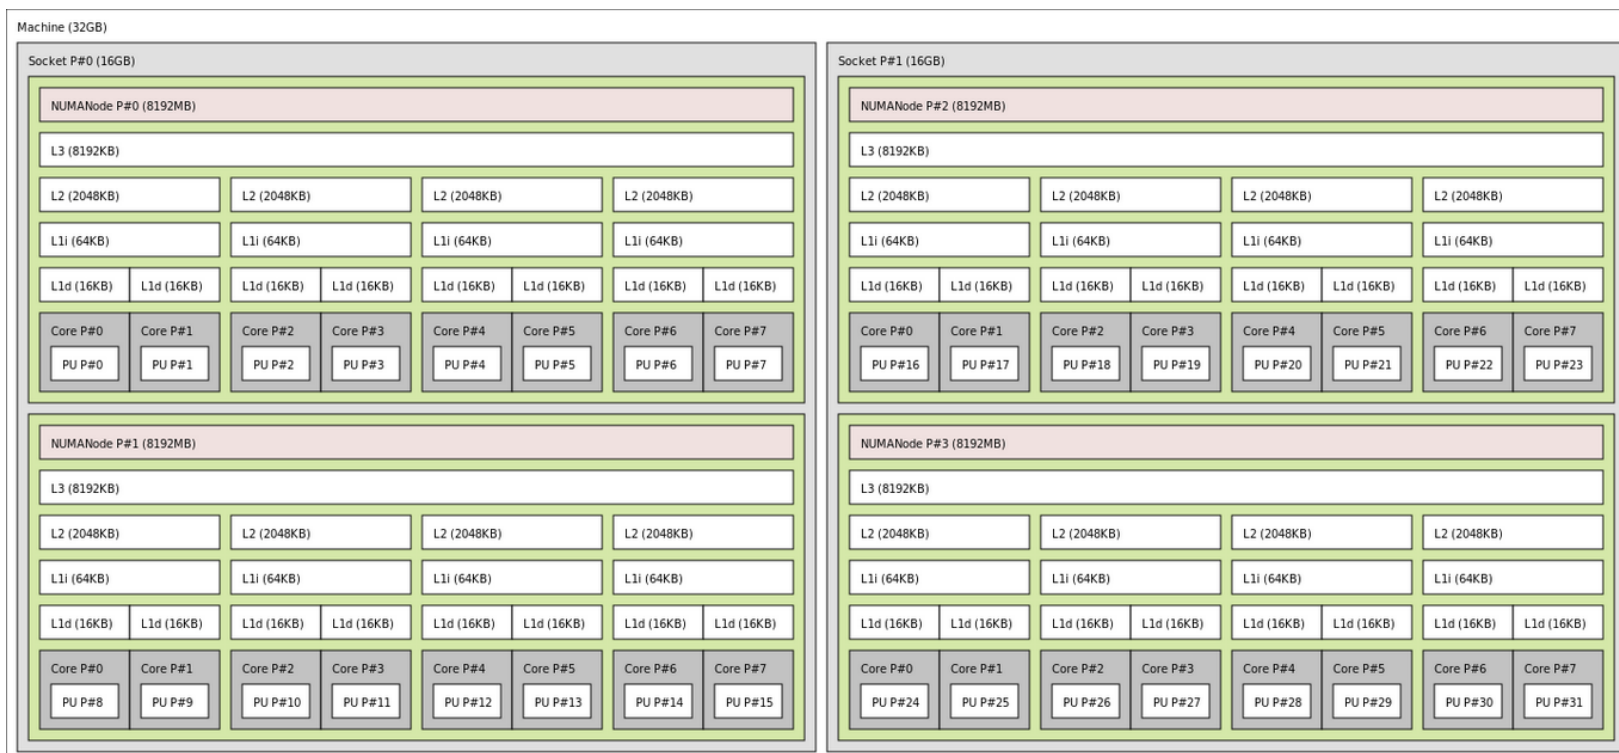 Machine (32GB)
Socket P#0 (16GB)
NUMANode P#0 (8192MB)
L3 (8192KB)
L2 (2048KB) L2 (2048KB) L2 (2048KB) L2 (2048KB)
L1i (64KB) L1i (64KB) L1i (64KB) L1i (64KB)
L1d (16KB) L1d (16KB) L1d (16KB) L1d (16KB) L1d (16KB) L1d (16KB) L1d (16KB) L1d (16KB)
Core P#0 Core P#1 Core P#2 Core P#3 Core P#4 Core P#5 Core P#6 Core P#7
PU P#0 PU P#1 PU P#2 PU P#3 PU P#4 PU P#5 PU P#6 PU P#7
NUMANode P#1 (8192MB)
L3 (8192KB)
L2 (2048KB) L2 (2048KB) L2 (2048KB) L2 (2048KB)
L1i (64KB) L1i (64KB) L1i (64KB) L1i (64KB)
L1d (16KB) L1d (16KB) L1d (16KB) L1d (16KB) L1d (16KB) L1d (16KB) L1d (16KB) L1d (16KB)
Core P#0 Core P#1 Core P#2 Core P#3 Core P#4 Core P#5 Core P#6 Core P#7
PU P#8 PU P#9 PU P#10 PU P#11 PU P#12 PU P#13 PU P#14 PU P#15
Socket P#1 (16GB)
NUMANode P#2 (8192MB)
L3 (8192KB)
L2 (2048KB) L2 (2048KB) L2 (2048KB) L2 (2048KB)
L1i (64KB) L1i (64KB) L1i (64KB) L1i (64KB)
L1d (16KB) L1d (16KB) L1d (16KB) L1d (16KB) L1d (16KB) L1d (16KB) L1d (16KB) L1d (16KB)
Core P#0 Core P#1 Core P#2 Core P#3 Core P#4 Core P#5 Core P#6 Core P#7
PU P#16 PU P#17 PU P#18 PU P#19 PU P#20 PU P#21 PU P#22 PU P#23
NUMANode P#3 (8192MB)
L3 (8192KB)
L2 (2048KB) L2 (2048KB) L2 (2048KB) L2 (2048KB)
L1i (64KB) L1i (64KB) L1i (64KB) L1i (64KB)
L1d (16KB) L1d (16KB) L1d (16KB) L1d (16KB) L1d (16KB) L1d (16KB) L1d (16KB) L1d (16KB)
Core P#0 Core P#1 Core P#2 Core P#3 Core P#4 Core P#5 Core P#6 Core P#7
PU P#24 PU P#25 PU P#26 PU P#27 PU P#28 PU P#29 PU P#30 PU P#31